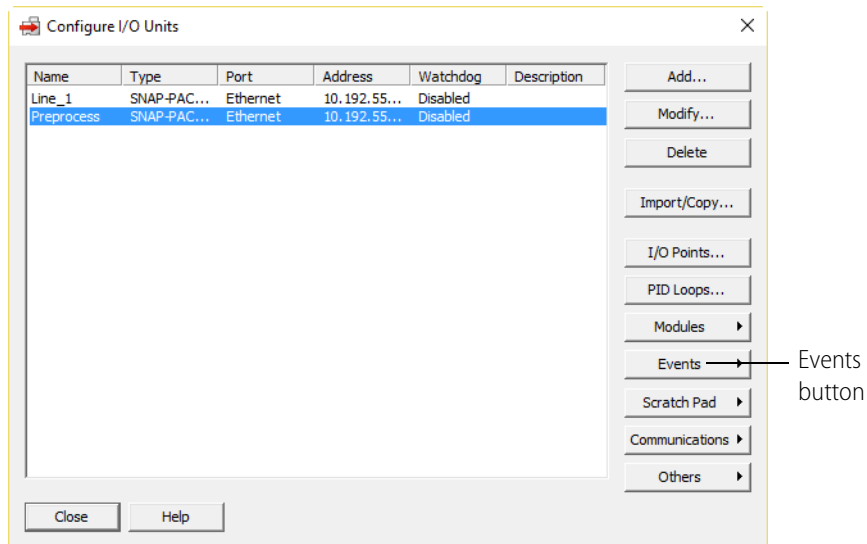 Configure I/O Units
Name Type Port Address Watchdog Description
Line_1 SNAP-PAC... Ethernet 10.192.55... Disabled
Preprocess SNAP-PAC... Ethernet 10.192.55... Disabled
Add...
Modify...
Delete
Import/Copy...
I/O Points...
PID Loops...
Modules
Events
Scratch Pad
Communications
Others
Close
Help
Events
button